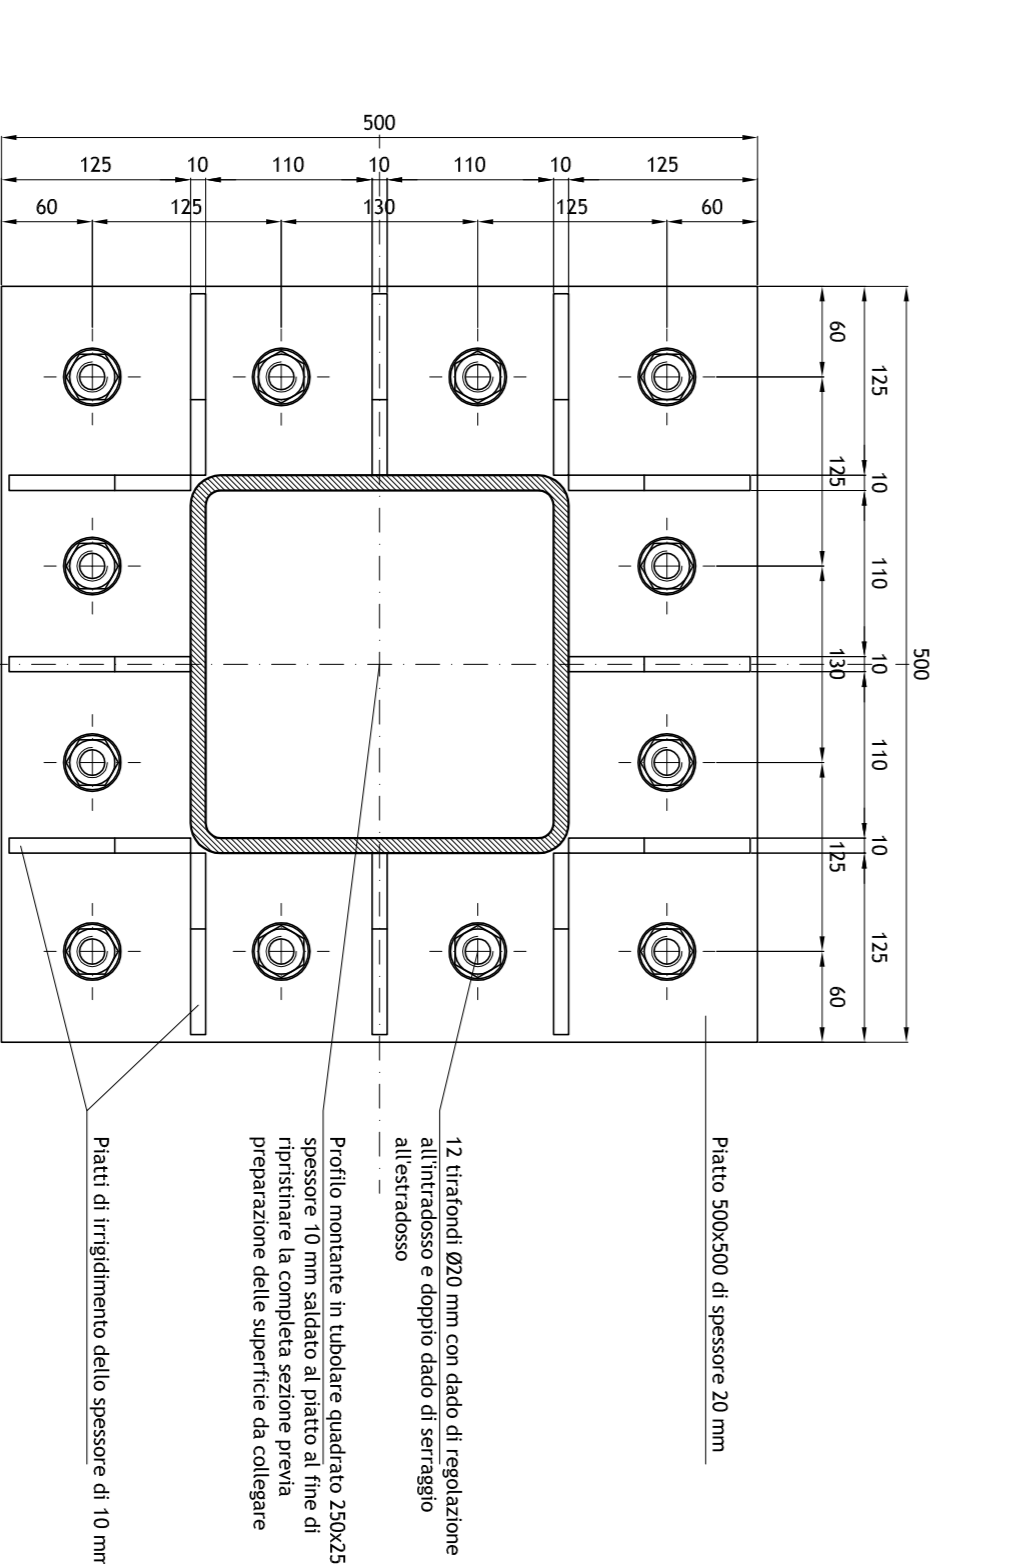 500
125 10 110 10 110 10 125
60 125 130 125 60
60 125 130 125 60
125 10 110 10 110 10 125
500
Piatto 500x500 di spessore 20 mm
12 tirafondi Ø20 mm con dado di regolazione
all'intradosso e doppio dado di serraggio
all'estradosso
Profilo montante in tubolare quadrato 250x25
spessore 10 mm saldato al piatto al fine di
ripristinare la completa sezione previa
preparazione delle superficie da collegare
Piatti di irrigidimento dello spessore di 10 mm